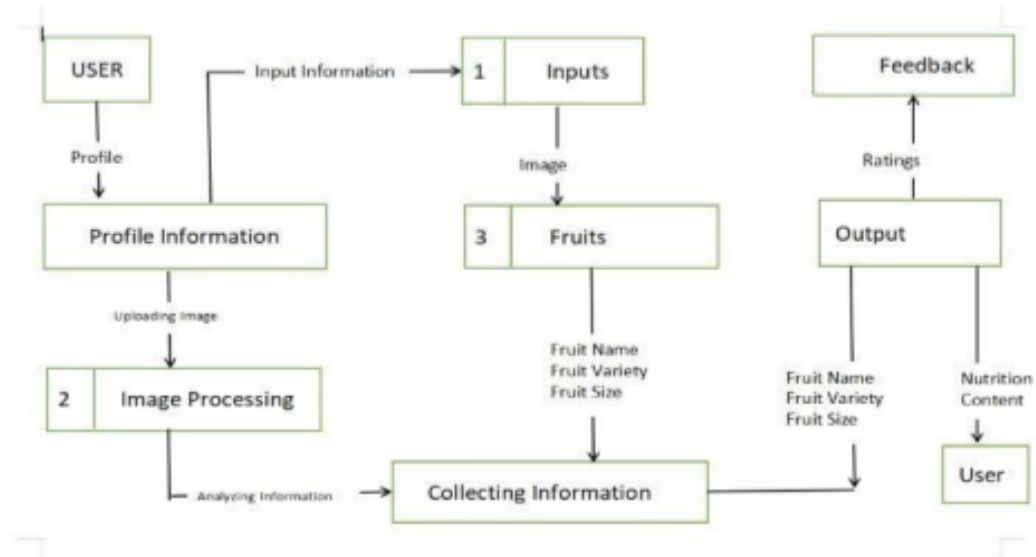 USER
Input Information
1 Inputs
Feedback
Profile
Image
Ratings
Profile Information
3 Fruits
Output
Uploading Image
Fruit Name
Fruit Variety
Fruit Size
2 Image Processing
Fruit Name
Fruit Variety
Fruit Size
Nutrition
Content
Analyzing Information
Collecting Information
User